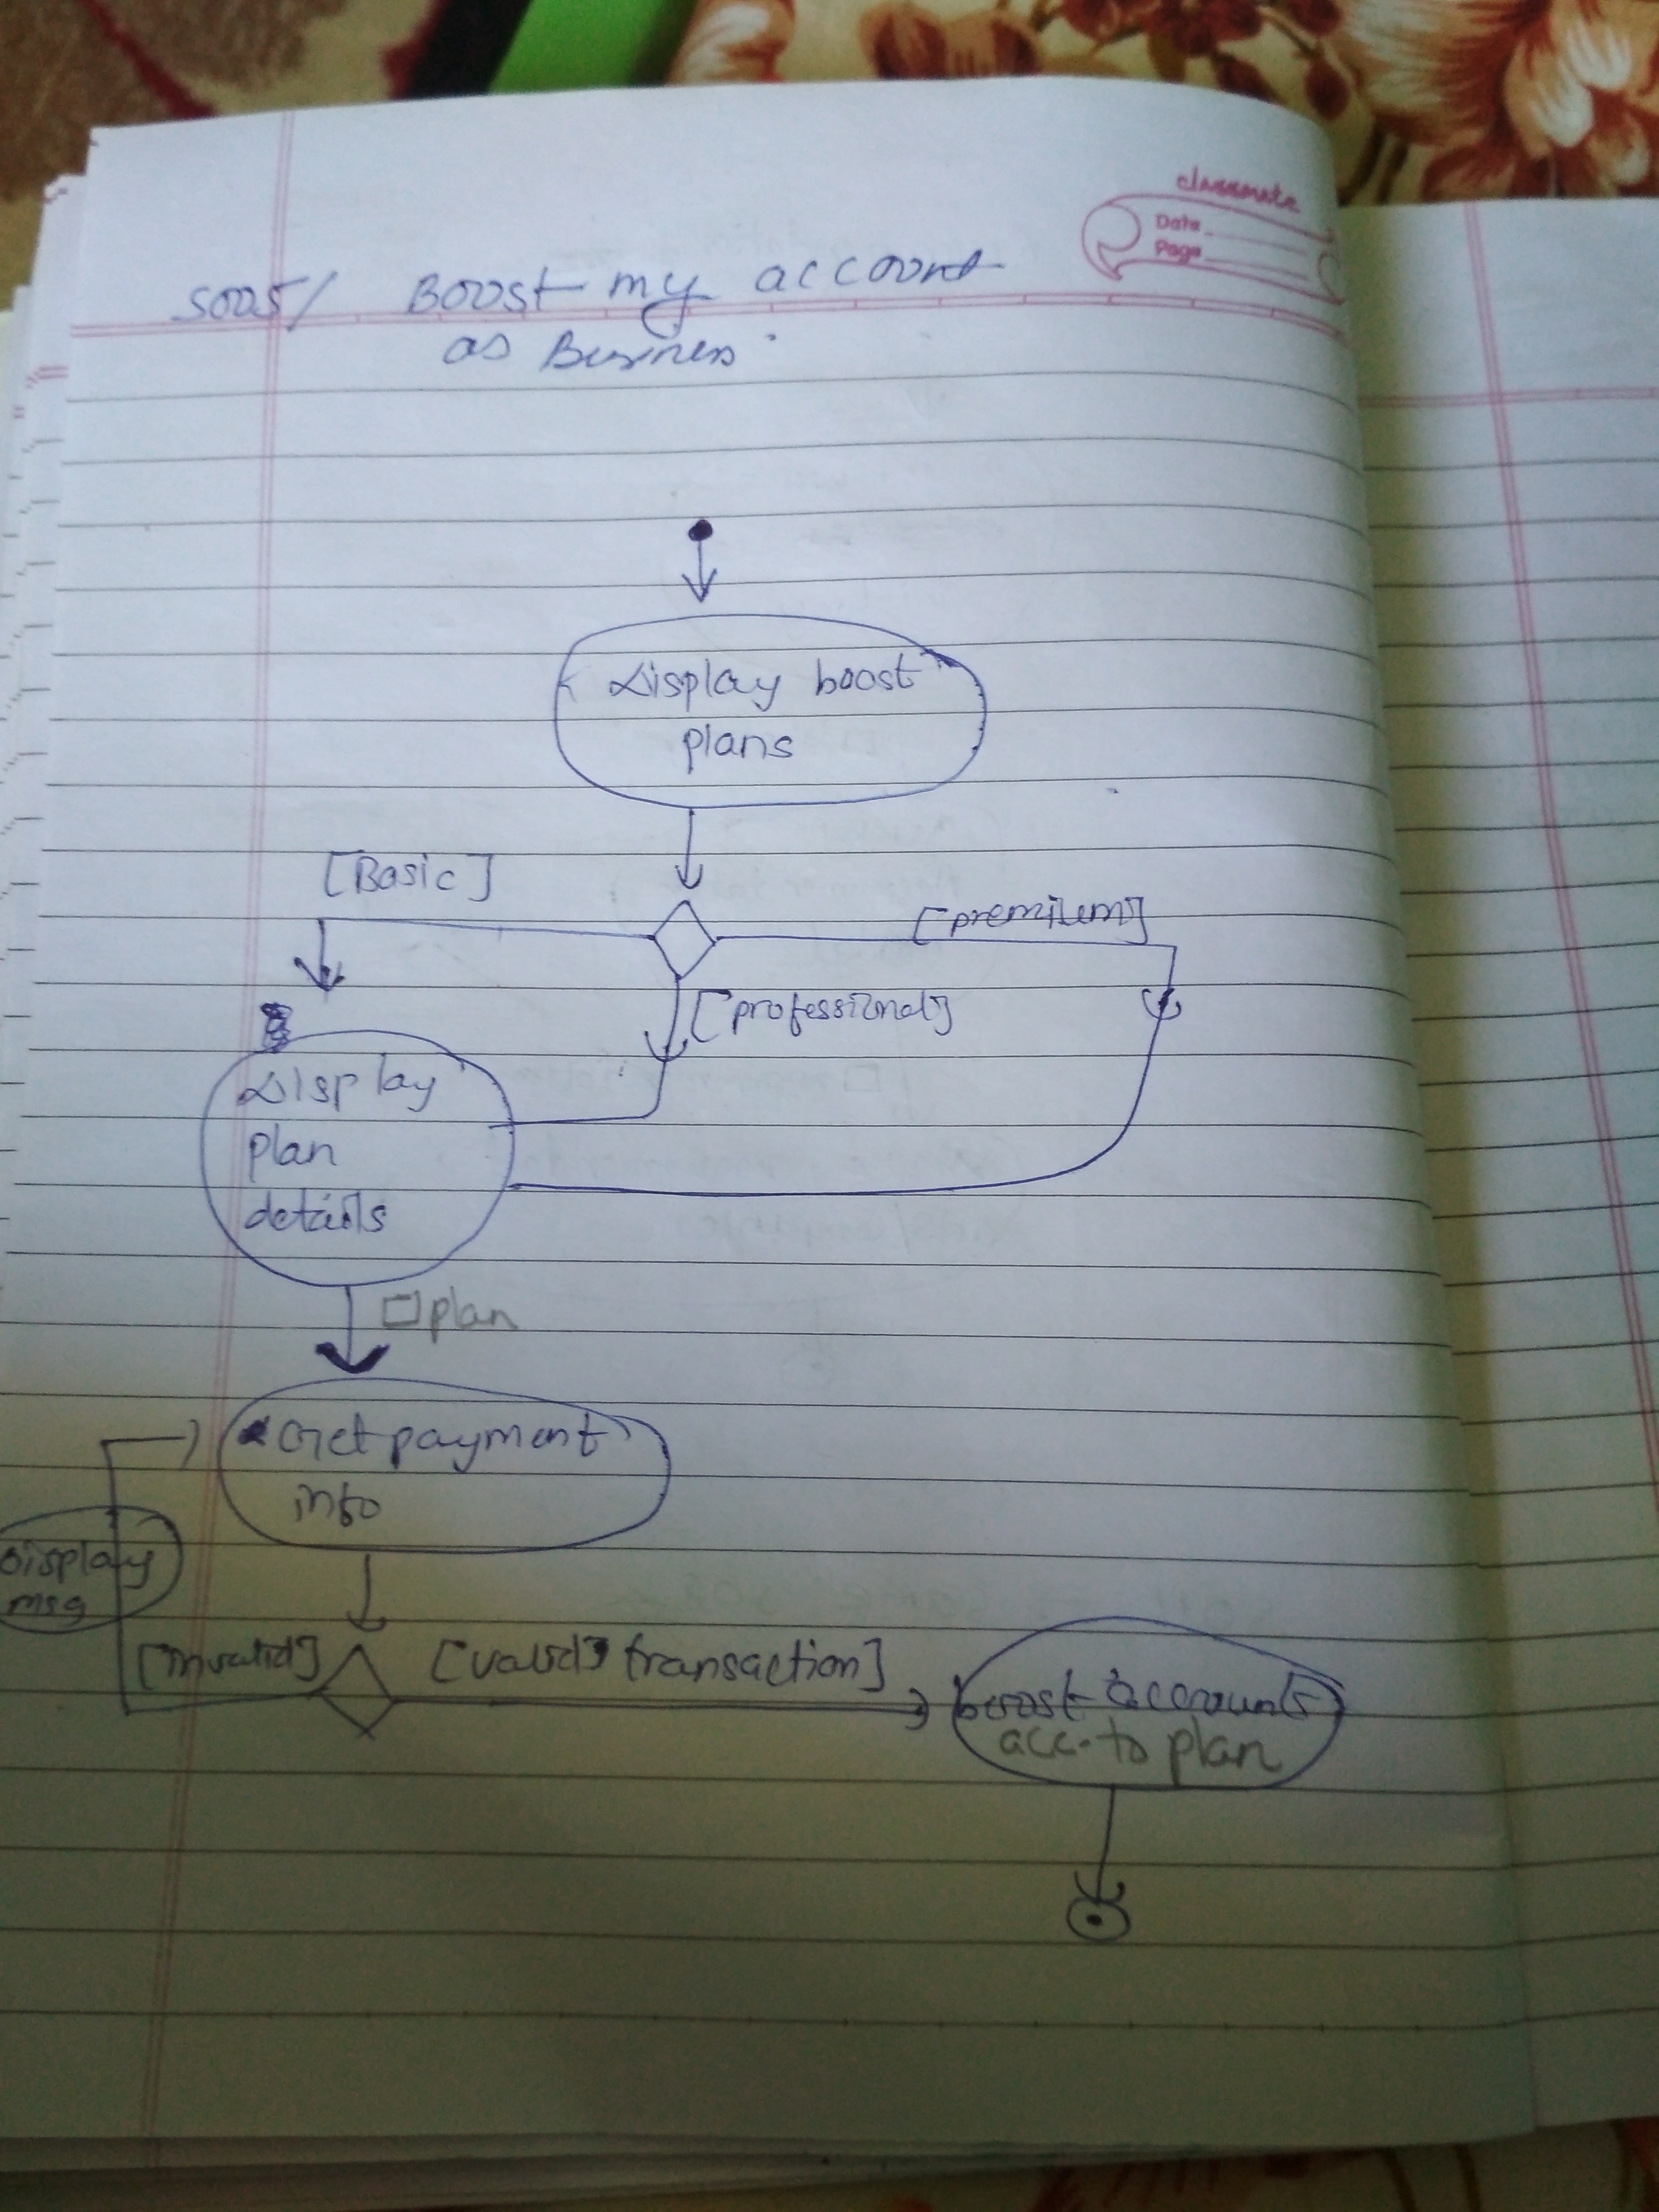 classmate
Date
Page
Boost my account
as Business
Display boost
plans
[Basic]
[premium]
[professional]
Display
plan
details
plan
Get payment
info
Display
msg
[invalid]
[valid transaction]
boost accounts
acc. to plan